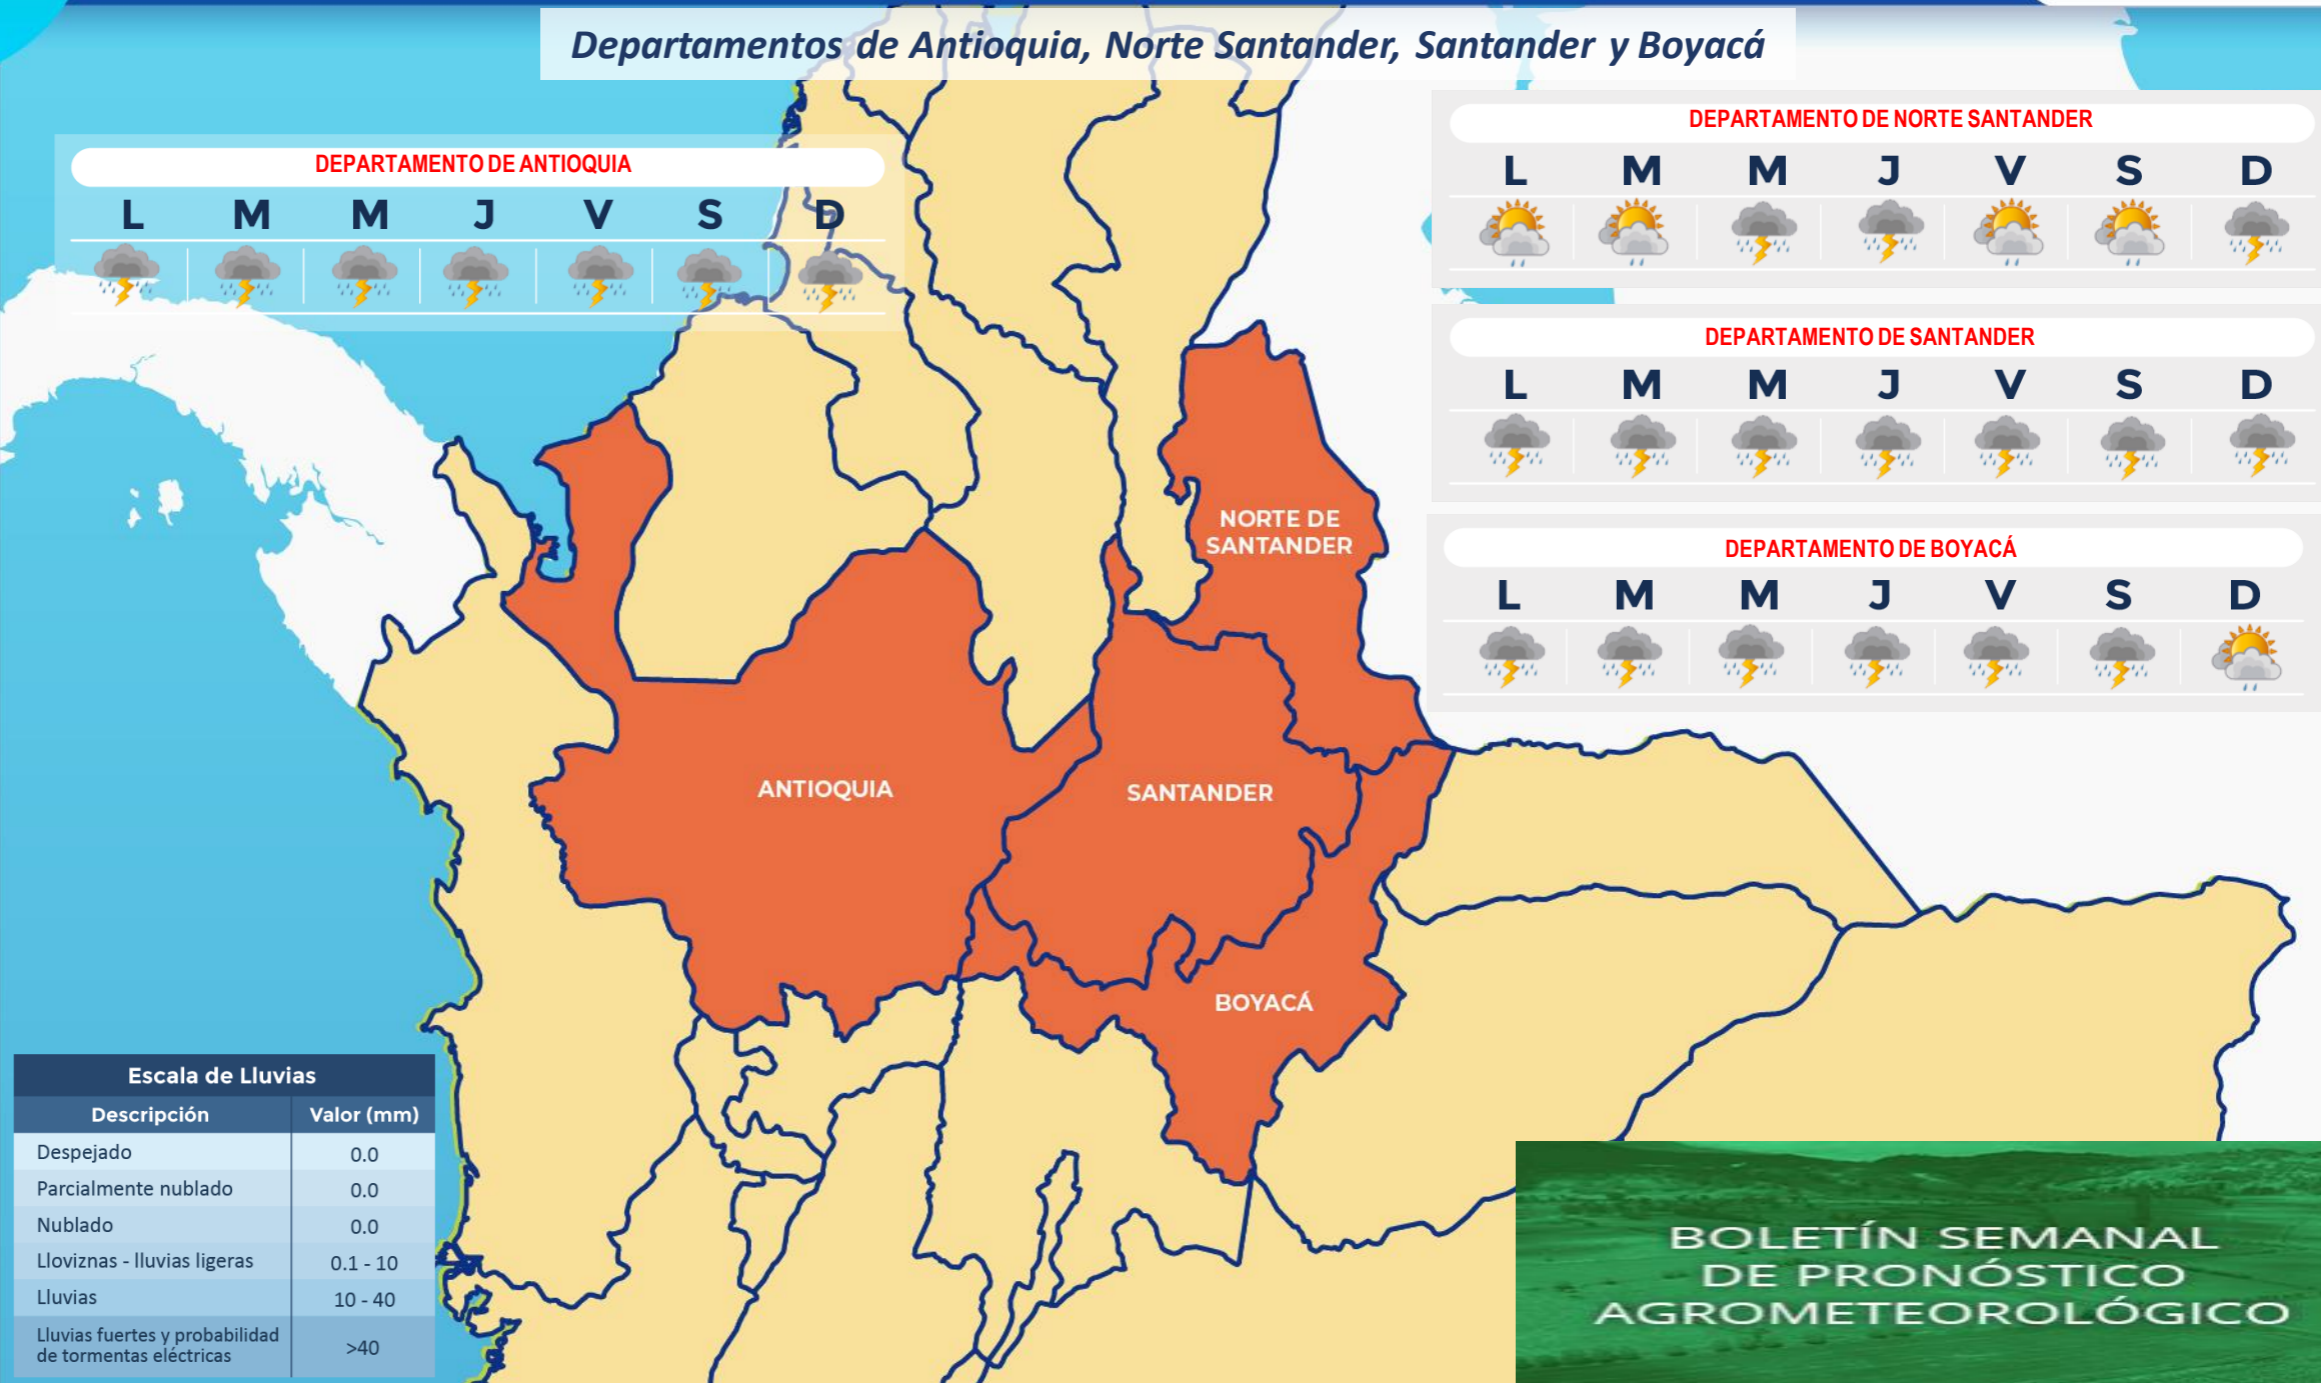 Departamentos de Antioquia, Norte Santander, Santander y Boyacá
DEPARTAMENTO DE ANTIOQUIA
L M M J V S D
DEPARTAMENTO DE NORTE SANTANDER
L M M J V S D
DEPARTAMENTO DE SANTANDER
L M M J V S D
DEPARTAMENTO DE BOYACÁ
L M M J V S D
NORTE DE
SANTANDER
ANTIOQUIA
SANTANDER
BOYACÁ
Escala de Lluvias
Descripción Valor (mm)
Despejado 0.0
Parcialmente nublado 0.0
Nublado 0.0
Lloviznas - lluvias ligeras 0.1 - 10
Lluvias 10 - 40
Lluvias fuertes y probabilidad
de tormentas eléctricas >40
BOLETÍN SEMANAL
DE PRONÓSTICO
AGROMETEOROLÓGICO